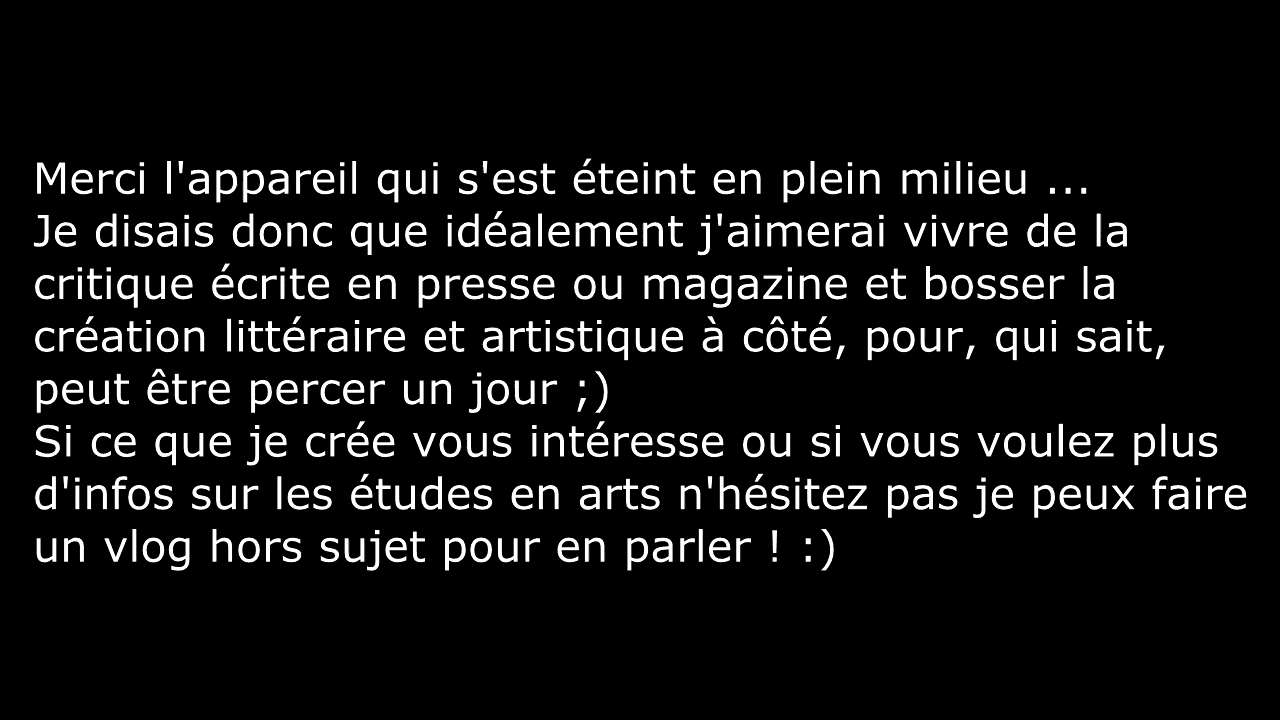 Merci l'appareil qui s'est éteint en plein milieu ...
Je disais donc que idéalement j'aimerai vivre de la
critique écrite en presse ou magazine et bosser la
création littéraire et artistique à côté, pour, qui sait,
peut être percer un jour ;)
Si ce que je crée vous intéresse ou si vous voulez plus
d'infos sur les études en arts n'hésitez pas je peux faire
un vlog hors sujet pour en parler ! :)